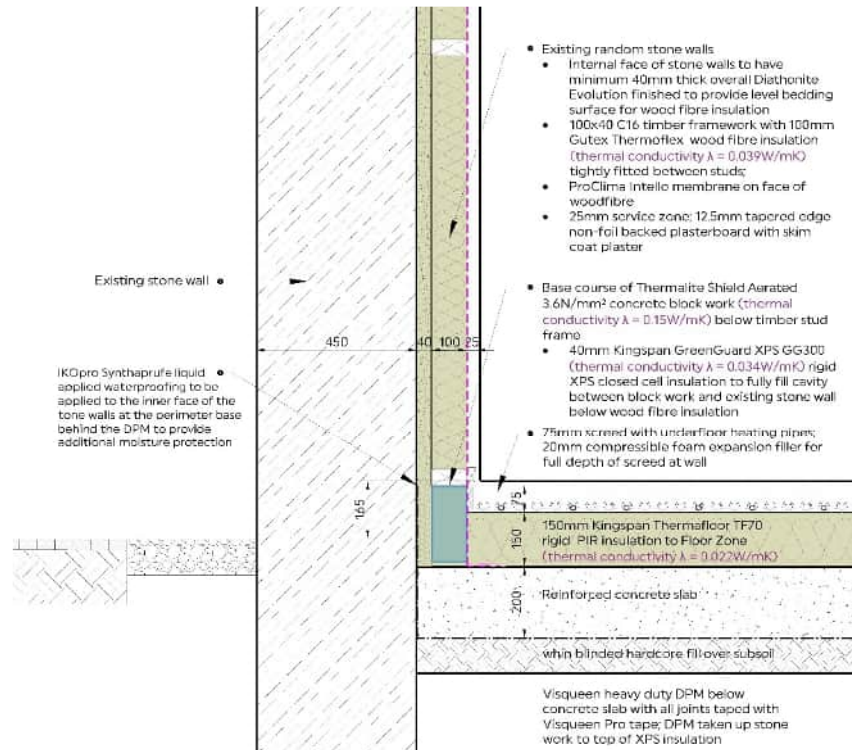 Existing random stone walls
Internal face of stone walls to have
minimum 40mm thick overall Diathonite
Evolution finished to provide level bedding
surface for wood fibre insulation
100x40 C16 timber framework with 100mm
Gutex Thermoflex wood fibre insulation
(thermal conductivity λ = 0.039W/mK)
tightly fitted between studs;
ProClima Intello membrane on face of
woodfibre
25mm service zone; 12.5mm tapered edge
non-foil backed plasterboard with skim
coat plaster
Existing stone wall
Base course of Thermalite Shield Aerated
3.6N/mm² concrete block work (thermal
conductivity λ = 0.15W/mK) below timber stud
frame
40mm Kingspan GreenGuard XPS GG300
(thermal conductivity λ = 0.034W/mK) rigid
XPS closed cell insulation to fully fill cavity
between block work and existing stone wall
below wood fibre insulation
450
40
100
25
IKOpro Synthaprufe liquid
applied waterproofing to be
applied to the inner face of the
tone walls at the perimeter base
behind the DPM to provide
additional moisture protection
75mm screed with underfloor heating pipes;
20mm compressible foam expansion filler for
full depth of screed at wall
165
75
150
150mm Kingspan Thermafloor TF70
rigid PIR insulation to Floor Zone
(thermal conductivity λ = 0.022W/mK)
200
Reinforced concrete slab
whin blinded hardcore fill over subsoil
Visqueen heavy duty DPM below
concrete slab with all joints taped with
Visqueen Pro tape; DPM taken up stone
work to top of XPS insulation